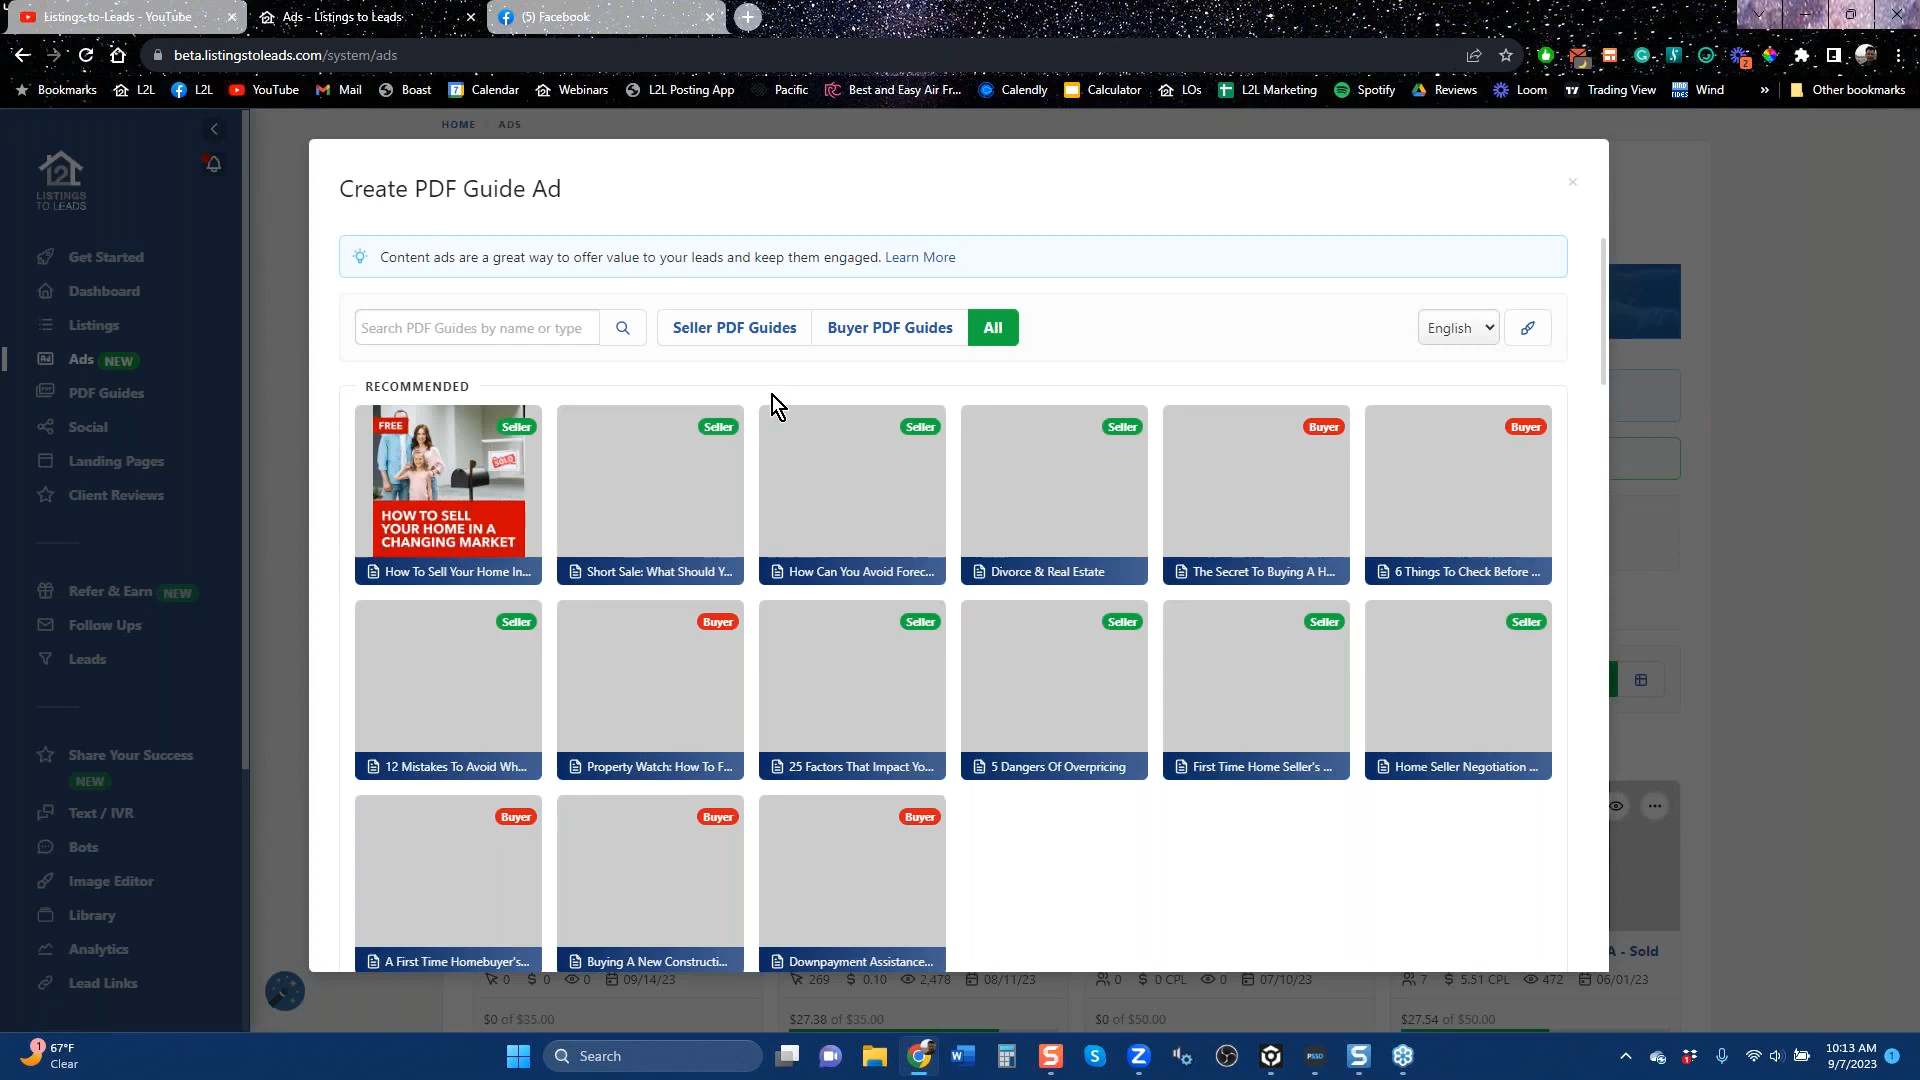 Listings-to-Leads - YouTube
Ads - Listings to Leads
(5) Facebook
beta.listingstoleads.com/system/ads
Bookmarks
L2L
L2L
YouTube
Mail
Boast
Calendar
Webinars
L2L Posting App
Pacific
Best and Easy Air Fr...
Calendly
Calculator
LOs
L2L Marketing
Spotify
Reviews
Loom
Trading View
Wind
»
Other bookmarks
HOME
ADS
LISTINGS
TO LEADS
Get Started
Dashboard
Listings
Ads NEW
PDF Guides
Social
Landing Pages
Client Reviews
Refer & Earn NEW
Follow Ups
Leads
Share Your Success
NEW
Text / IVR
Bots
Image Editor
Library
Analytics
Lead Links
Create PDF Guide Ad
Content ads are a great way to offer value to your leads and keep them engaged. Learn More
Search PDF Guides by name or type
Seller PDF Guides
Buyer PDF Guides
All
English
RECOMMENDED
FREE
Seller
SOLD
HOW TO SELL
YOUR HOME IN A
CHANGING MARKET
How To Sell Your Home In...
Seller
Short Sale: What Should Y...
Seller
How Can You Avoid Forec...
Seller
Divorce & Real Estate
Buyer
The Secret To Buying A H...
Buyer
6 Things To Check Before ...
Seller
12 Mistakes To Avoid Wh...
Buyer
Property Watch: How To F...
Seller
25 Factors That Impact Yo...
Seller
5 Dangers Of Overpricing
Seller
First Time Home Seller's ...
Seller
Home Seller Negotiation ...
Buyer
A First Time Homebuyer's...
Buyer
Buying A New Constructi...
Buyer
Downpayment Assistance...
A - Sold
0 $ 0 0 09/14/23
269 $ 0.10 2,478 08/11/23
0 $ 0 CPL 0 07/10/23
7 $ 5.51 CPL 472 06/01/23
$0 of $35.00
$27.38 of $35.00
$0 of $50.00
$27.54 of $50.00
1
67°F
Clear
Search
10:13 AM
9/7/2023
1